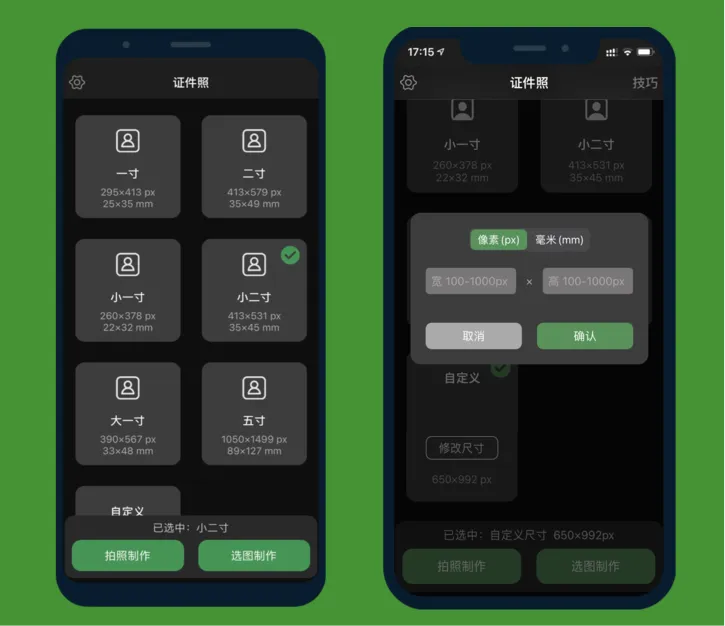 证件照
一寸
295×413 px
25×35 mm
二寸
413×579 px
35×49 mm
小一寸
260×378 px
22×32 mm
小二寸
413×531 px
35×45 mm
大一寸
390×567 px
33×48 mm
五寸
1050×1499 px
89×127 mm
自定义
已选中：小二寸
拍照制作
选图制作
17:15
证件照
技巧
小一寸
260×378 px
22×32 mm
小二寸
413×531 px
35×45 mm
像素(px)
毫米(mm)
宽 100-1000px
×
高 100-1000px
取消
确认
自定义
修改尺寸
650×992 px
已选中：自定义尺寸 650×992px
拍照制作
选图制作